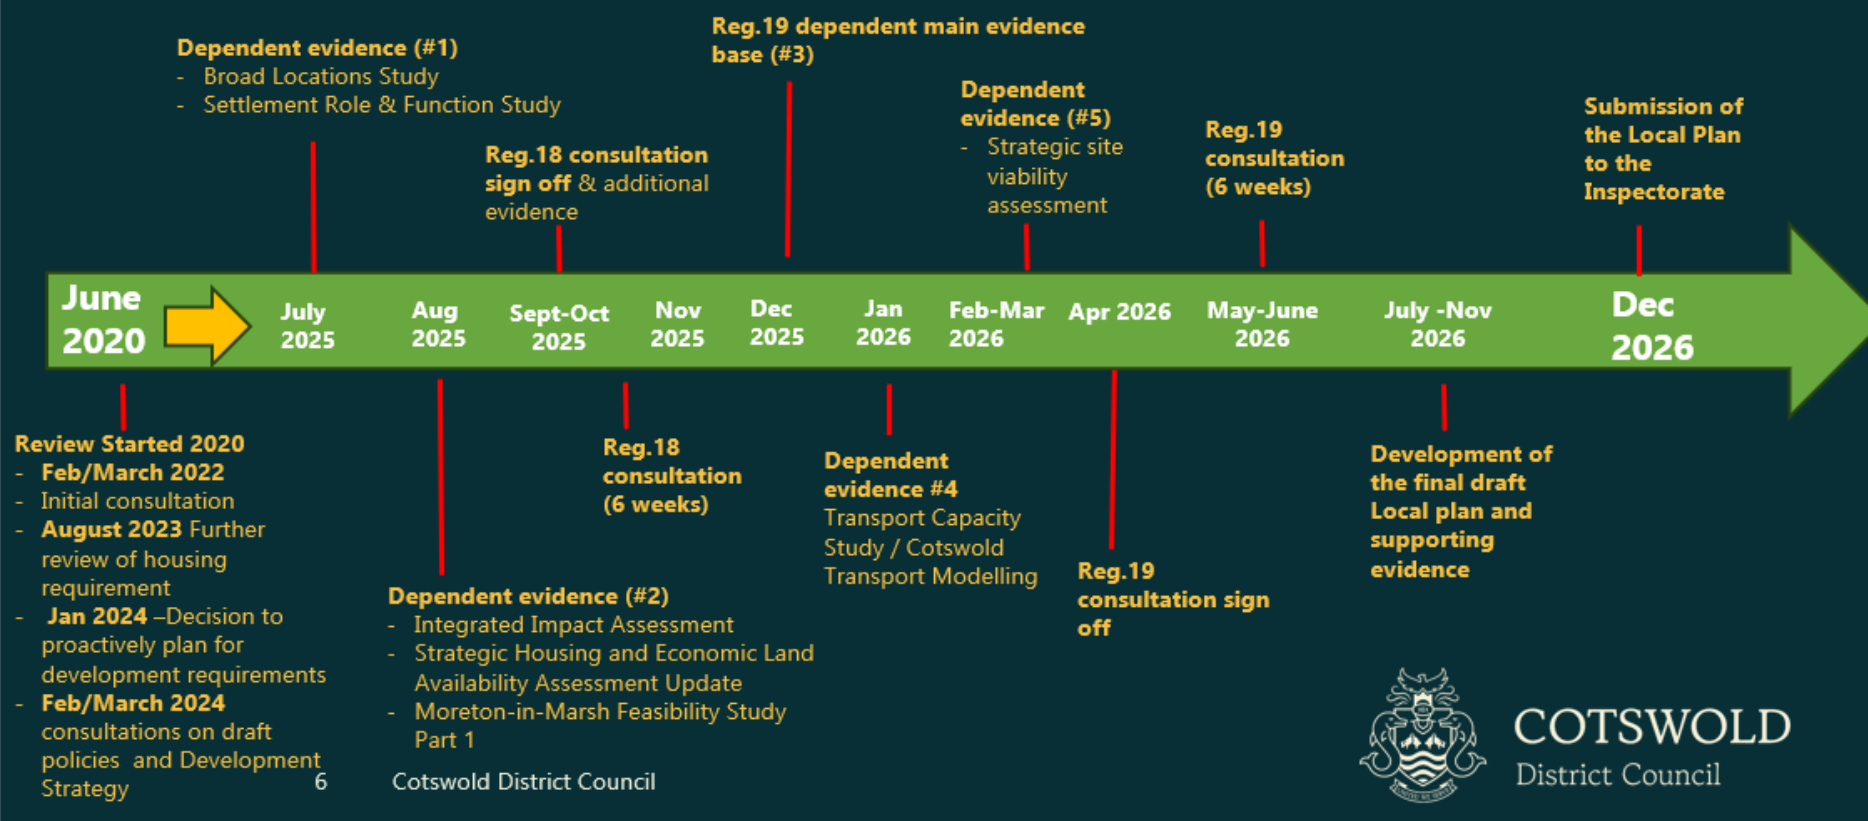 Dependent evidence (#1)
- Broad Locations Study
- Settlement Role & Function Study
Reg.18 consultation
sign off & additional
evidence
Reg.19 dependent main evidence
base (#3)
Dependent
evidence (#5)
- Strategic site
viability
assessment
Reg.19
consultation
(6 weeks)
Submission of
the Local Plan
to the
Inspectorate
June
2020
July
2025
Aug
2025
Sept-Oct
2025
Nov
2025
Dec
2025
Jan
2026
Feb-Mar
2026
Apr 2026
May-June
2026
July -Nov
2026
Dec
2026
Review Started 2020
- Feb/March 2022
- Initial consultation
- August 2023 Further
review of housing
requirement
- Jan 2024 –Decision to
proactively plan for
development requirements
- Feb/March 2024
consultations on draft
policies and Development
Strategy
Dependent evidence (#2)
- Integrated Impact Assessment
- Strategic Housing and Economic Land
Availability Assessment Update
- Moreton-in-Marsh Feasibility Study
Part 1
Reg.18
consultation
(6 weeks)
Dependent
evidence #4
Transport Capacity
Study / Cotswold
Transport Modelling
Reg.19
consultation sign
off
Development of
the final draft
Local plan and
supporting
evidence
6
Cotswold District Council
COTSWOLD
District Council